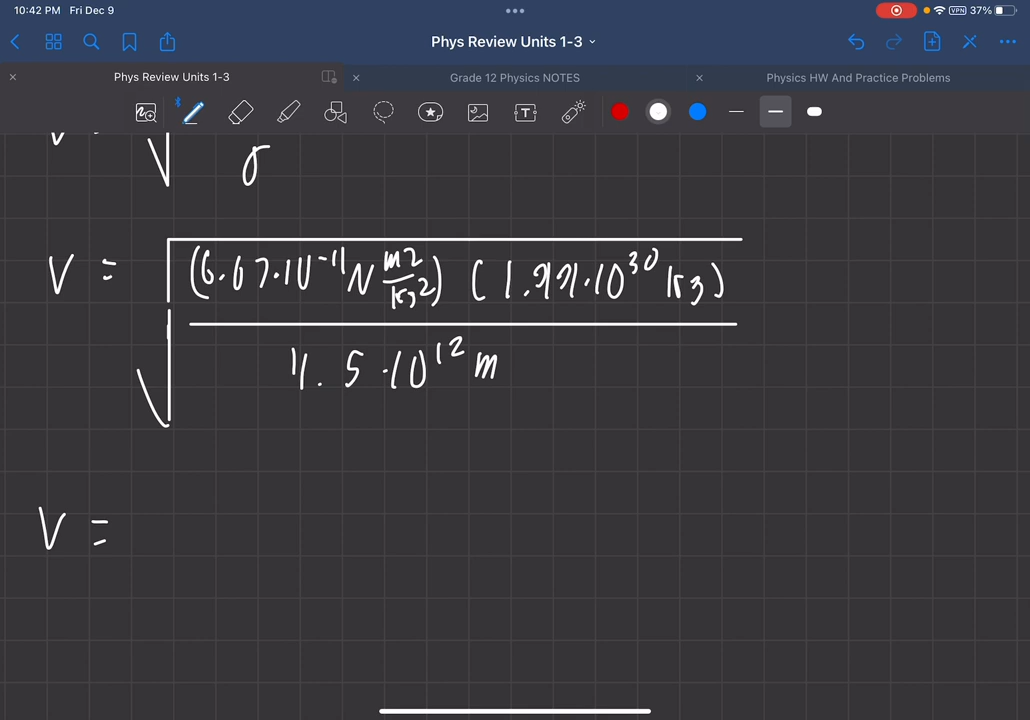 10:42 PM Fri Dec 9
VPN 37%
Phys Review Units 1-3
Phys Review Units 1-3
Grade 12 Physics NOTES
Physics HW And Practice Problems
T
V = √ r
V = √ (6.67·10⁻¹¹ N m²/kg²) (1.99·10³⁰ kg)
4.5·10¹² m
V =